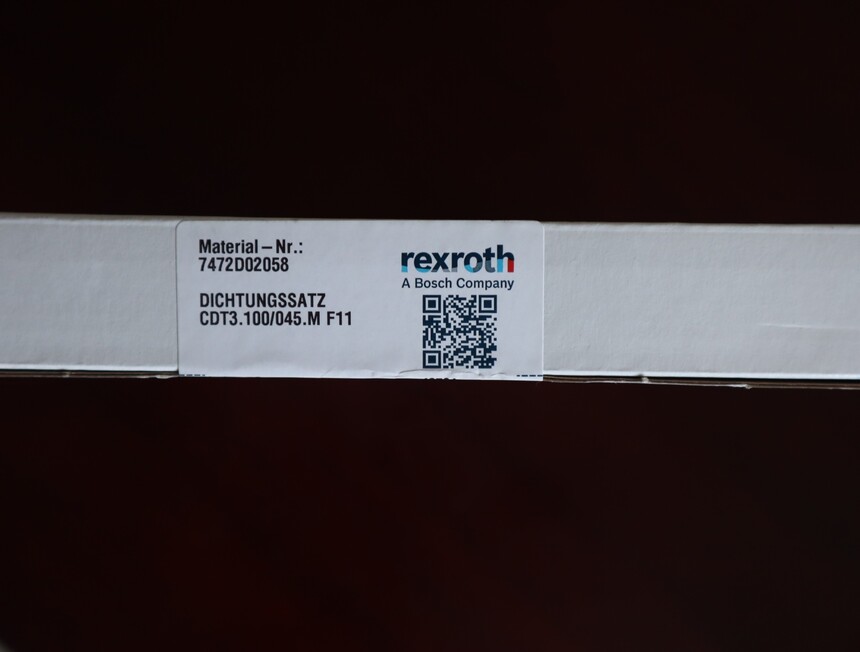 Material – Nr.:
7472D02058
DICHTUNGSSATZ
CDT3.100/045.M F11
rexroth
A Bosch Company